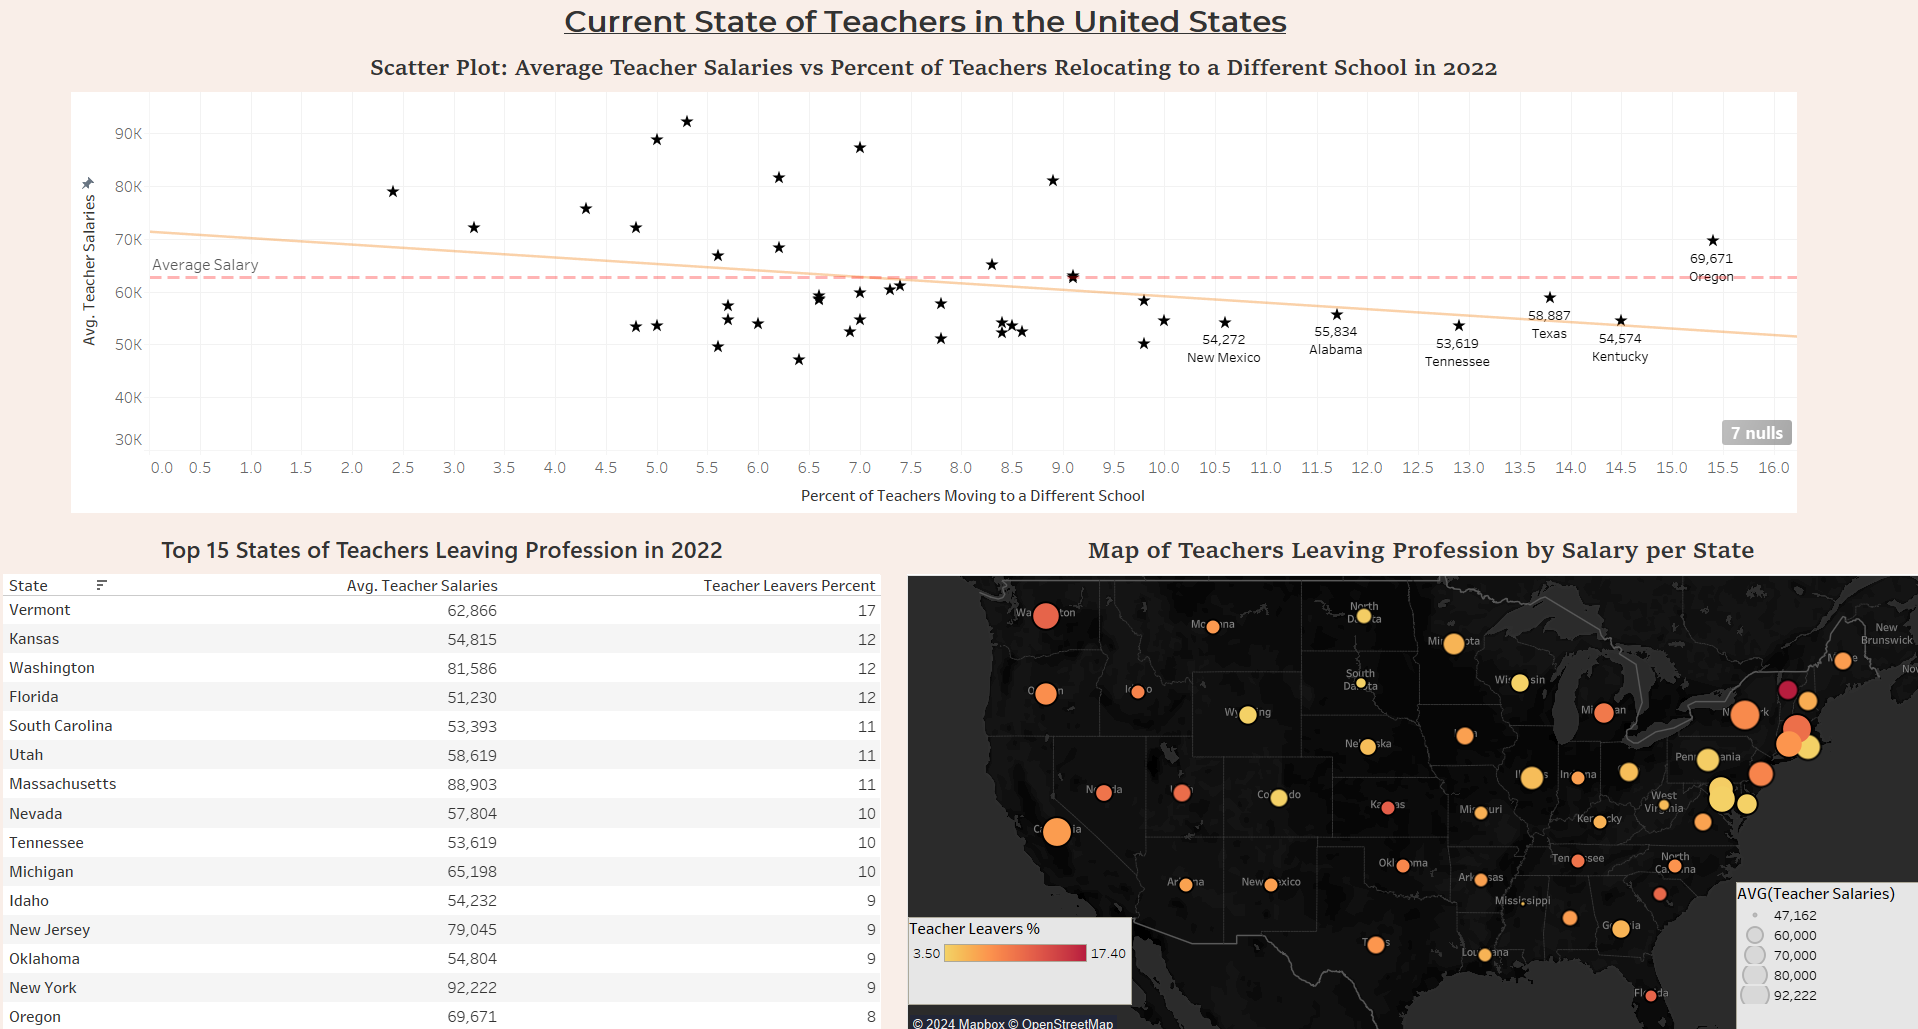 Current State of Teachers in the United States
Scatter Plot: Average Teacher Salaries vs Percent of Teachers Relocating to a Different School in 2022
Avg. Teacher Salaries
90K
80K
70K
60K
50K
40K
30K
Average Salary
54,272
New Mexico
55,834
Alabama
53,619
Tennessee
58,887
Texas
54,574
Kentucky
69,671
Oregon
7 nulls
0.0 0.5 1.0 1.5 2.0 2.5 3.0 3.5 4.0 4.5 5.0 5.5 6.0 6.5 7.0 7.5 8.0 8.5 9.0 9.5 10.0 10.5 11.0 11.5 12.0 12.5 13.0 13.5 14.0 14.5 15.0 15.5 16.0
Percent of Teachers Moving to a Different School
Top 15 States of Teachers Leaving Profession in 2022
State Avg. Teacher Salaries Teacher Leavers Percent
Vermont 62,866 17
Kansas 54,815 12
Washington 81,586 12
Florida 51,230 12
South Carolina 53,393 11
Utah 58,619 11
Massachusetts 88,903 11
Nevada 57,804 10
Tennessee 53,619 10
Michigan 65,198 10
Idaho 54,232 9
New Jersey 79,045 9
Oklahoma 54,804 9
New York 92,222 9
Oregon 69,671 8
Map of Teachers Leaving Profession by Salary per State
North
South
New
Brunswick
West
Mississippi
North
Teacher Leavers %
3.50 17.40
AVG(Teacher Salaries)
47,162
60,000
70,000
80,000
92,222
© 2024 Mapbox © OpenStreetMap